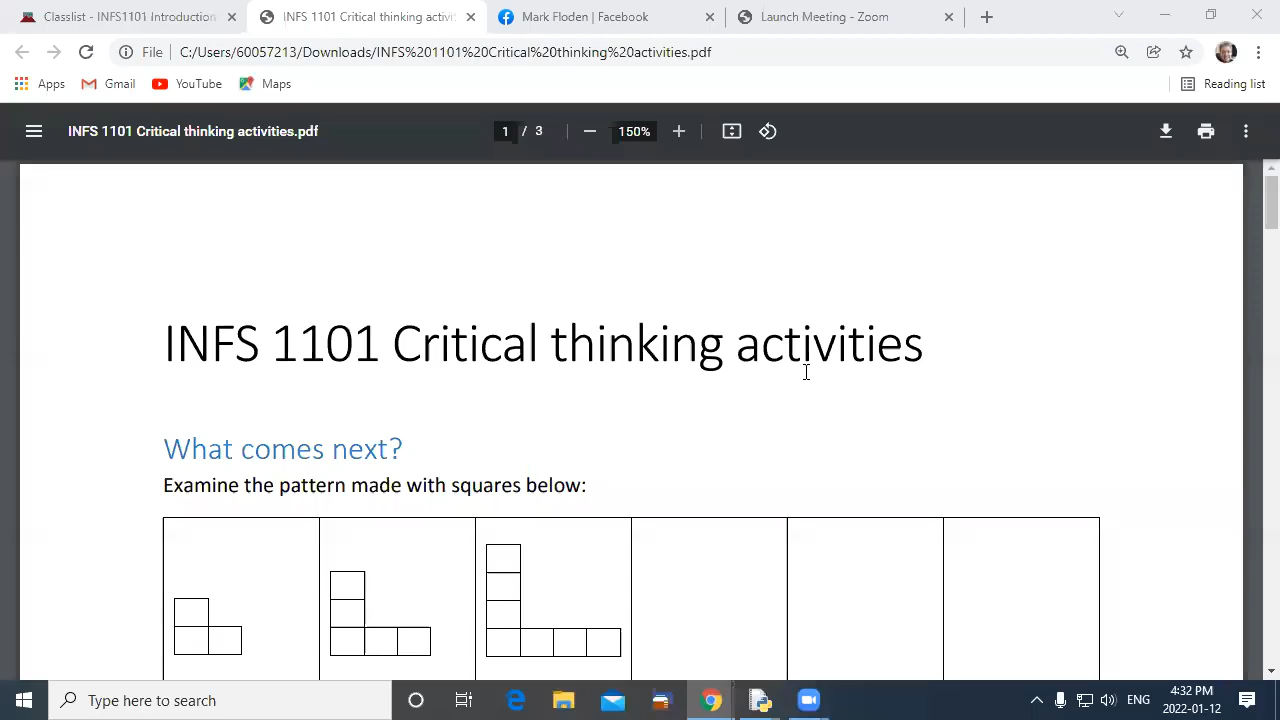 Classlist - INFS1101 Introduction
INFS 1101 Critical thinking activi
Mark Floden | Facebook
Launch Meeting - Zoom
File
C:/Users/60057213/Downloads/INFS%201101%20Critical%20thinking%20activities.pdf
Apps
Gmail
YouTube
Maps
Reading list
INFS 1101 Critical thinking activities.pdf
1 / 3
150%
INFS 1101 Critical thinking activities
What comes next?
Examine the pattern made with squares below:
Type here to search
ENG
4:32 PM
2022-01-12